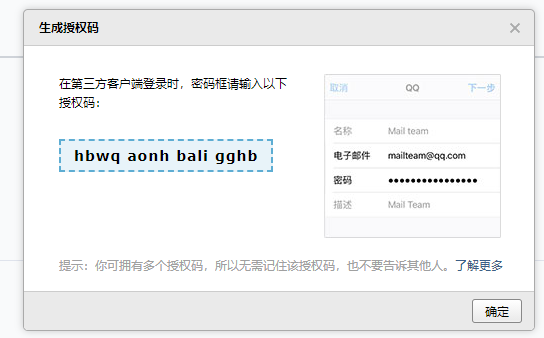 生成授权码
在第三方客户端登录时，密码框请输入以下
授权码：
hbwq aonh bali gghb
取消 QQ 下一步
名称 Mail team
电子邮件 mailteam@qq.com
密码 ●●●●●●●●●●●●●●●●
描述 Mail Team
提示：你可拥有多个授权码，所以无需记住该授权码，也不要告诉其他人。了解更多
确定